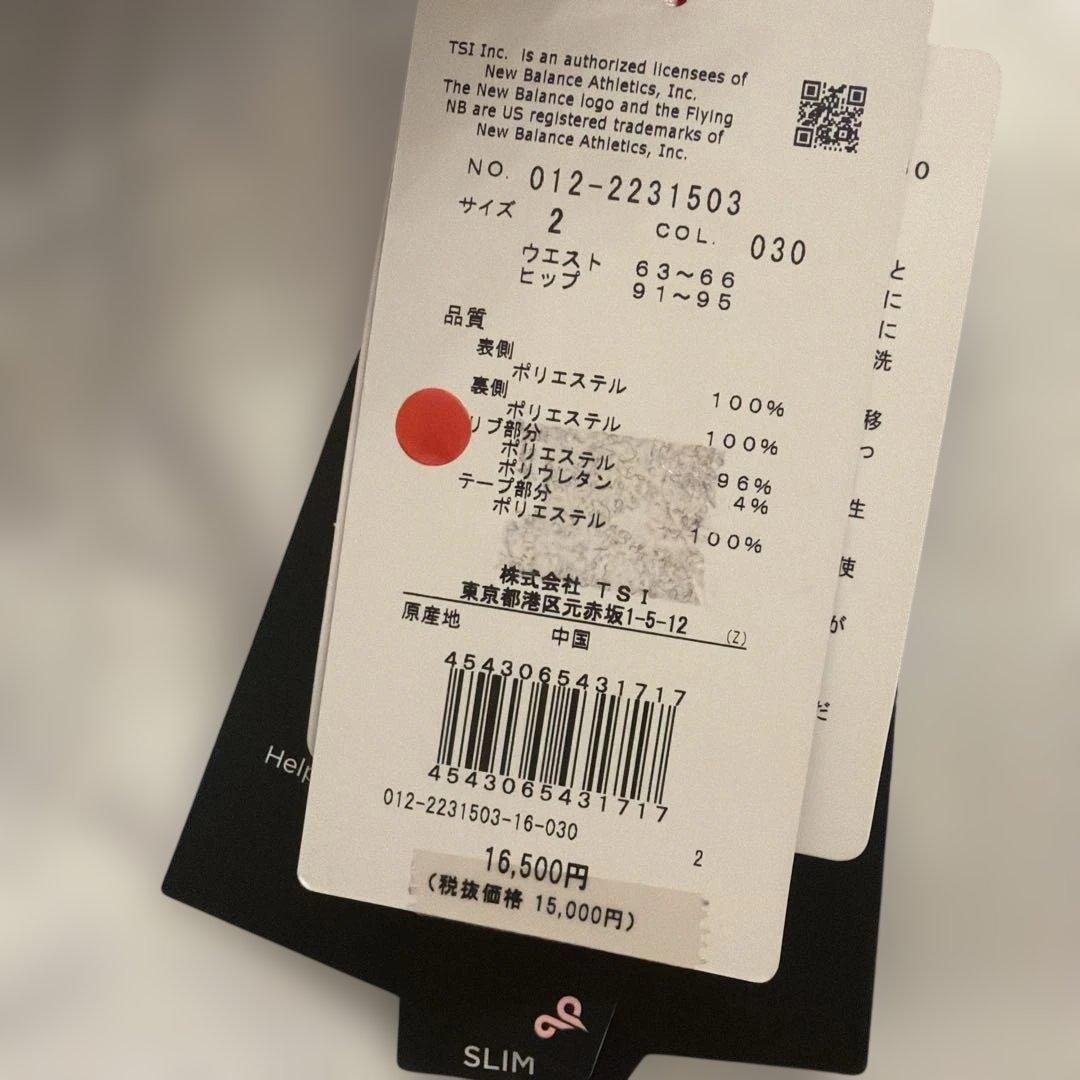 TSI Inc. is an authorized licensees of
New Balance Athletics, Inc.
The New Balance logo and the Flying
NB are US registered trademarks of
New Balance Athletics, Inc.
NO. 012-2231503
サイズ 2 COL. 030
ウエスト 63～66
ヒップ 91～95
品質
表側
ポリエステル 100%
裏側
ポリエステル 100%
リブ部分
ポリエステル 96%
ポリウレタン 4%
テープ部分
ポリエステル 100%
株式会社 TSI
東京都港区元赤坂1-5-12 (Z)
原産地 中国
4543065431717
4543065431717
012-2231503-16-030
2
16,500円
(税抜価格 15,000円)
0
と
に
に
洗
移
っ
生
使
が
だ
Help
SLIM